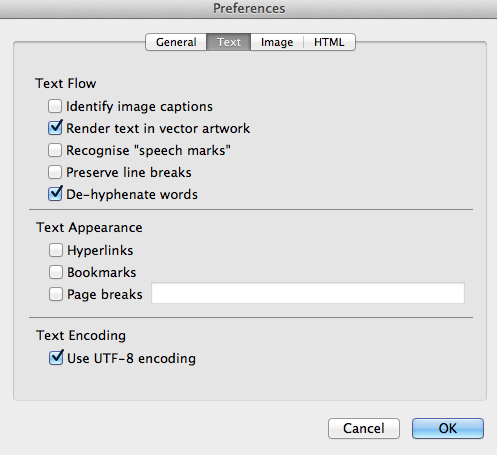 Preferences
General Text Image HTML
Text Flow
Identify image captions
Render text in vector artwork
Recognise "speech marks"
Preserve line breaks
De-hyphenate words
Text Appearance
Hyperlinks
Bookmarks
Page breaks
Text Encoding
Use UTF-8 encoding
Cancel OK